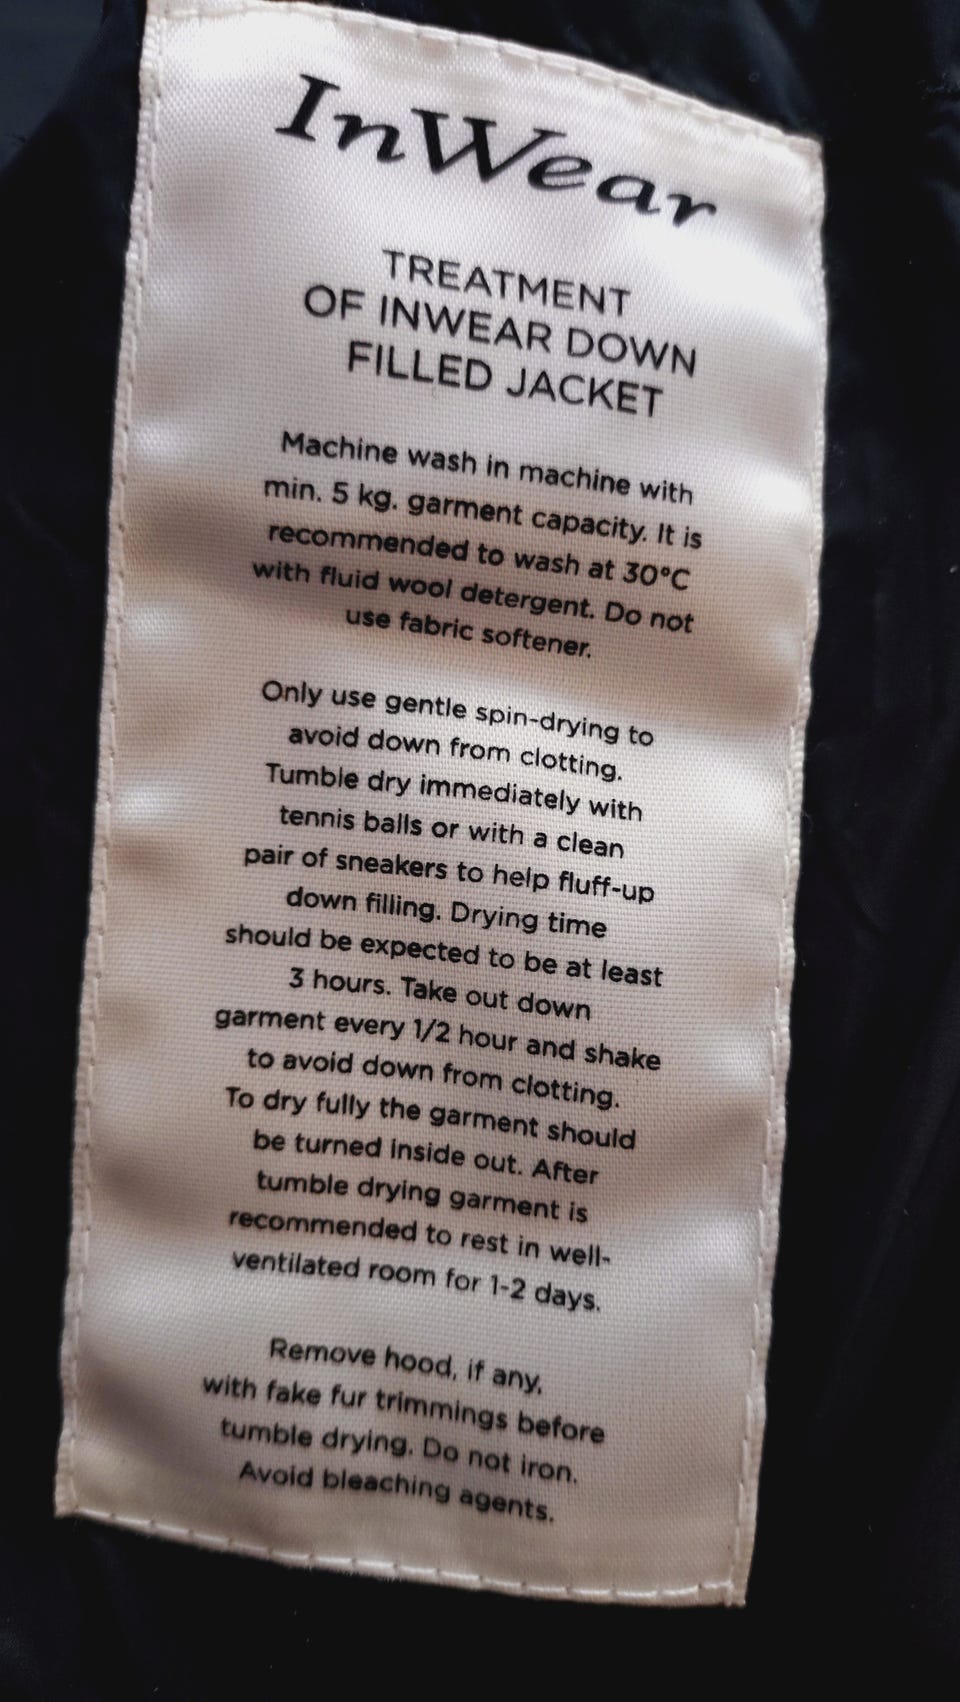 InWear
TREATMENT
OF INWEAR DOWN
FILLED JACKET
Machine wash in machine with
min. 5 kg. garment capacity. It is
recommended to wash at 30°C
with fluid wool detergent. Do not
use fabric softener.
Only use gentle spin-drying to
avoid down from clotting.
Tumble dry immediately with
tennis balls or with a clean
pair of sneakers to help fluff-up
down filling. Drying time
should be expected to be at least
3 hours. Take out down
garment every 1/2 hour and shake
to avoid down from clotting.
To dry fully the garment should
be turned inside out. After
tumble drying garment is
recommended to rest in well-
ventilated room for 1-2 days.
Remove hood, if any,
with fake fur trimmings before
tumble drying. Do not iron.
Avoid bleaching agents.